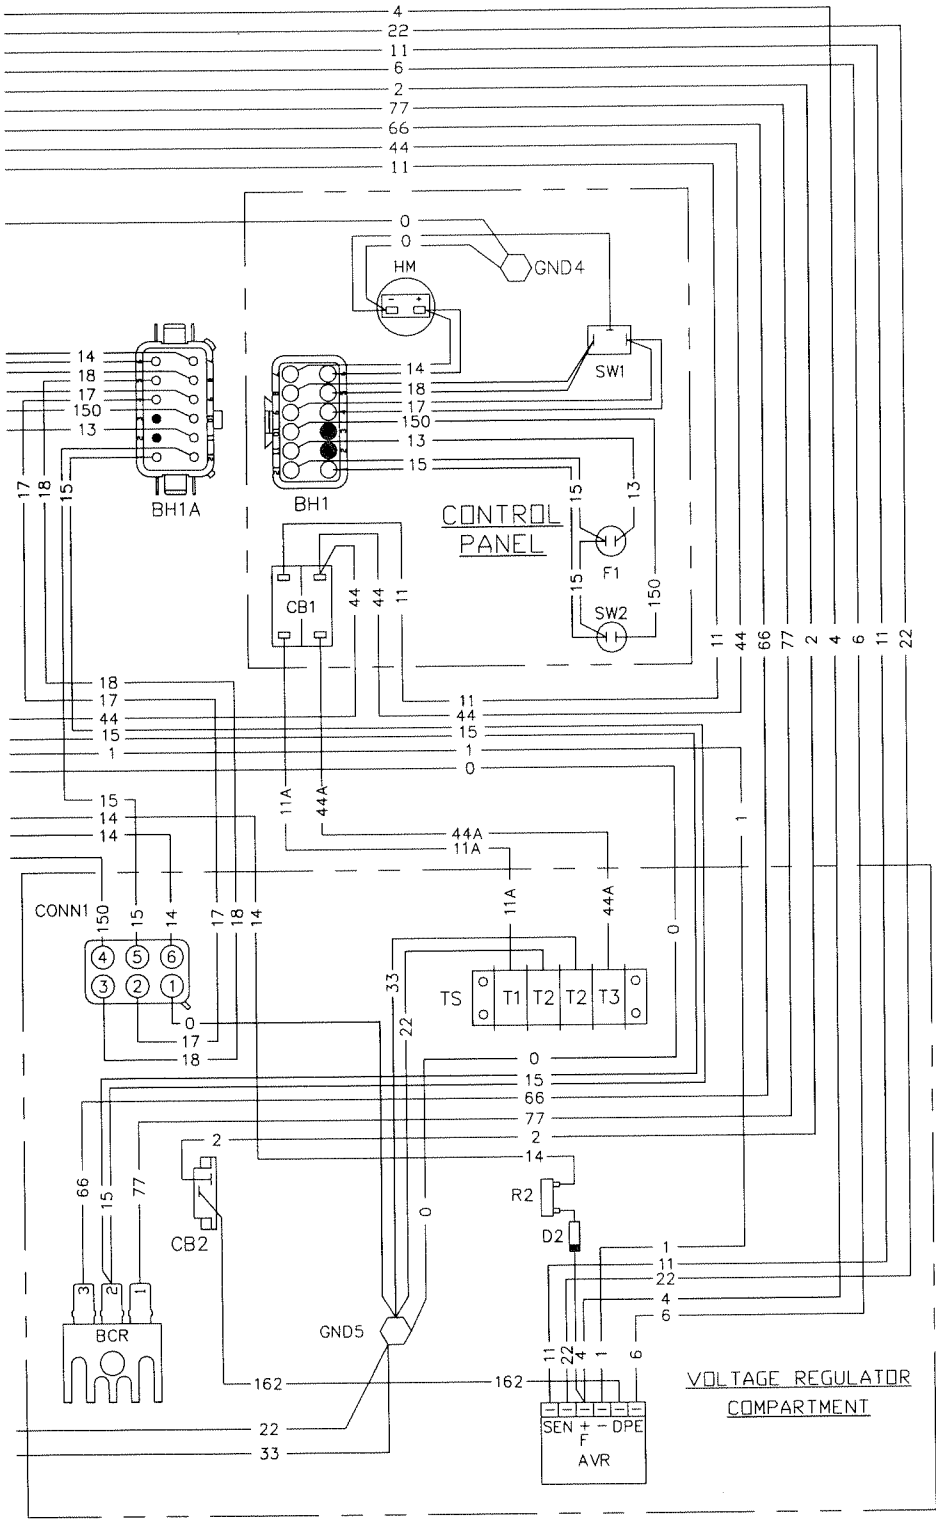 4
22
11
6
2
77
66
44
11
0
0
GND4
HM
- +
SW1
14
18
17
150
13
14
18
17
150
13
15
17
18
15
BH1A
BH1
CONTROL
PANEL
15
13
F1
15
150
SW2
CB1
44
44
11
11
44
66
77
2
4
6
11
22
18
17
44
15
1
11
44
15
1
0
11A
44A
1
15
14
14
44A
11A
CONN1
150
15
14
17
18
14
11A
44A
0
4 5 6
3 2 1
33
22
TS
T1 T2 T2 T3
0
17
18
0
15
66
77
2
2
14
66
15
77
CB2
R2
D2
0
1
11
22
4
6
3 2 1
BCR
GND5
11
22
4
1
6
162
162
VOLTAGE REGULATOR
COMPARTMENT
SEN + - DPE
F
AVR
22
33